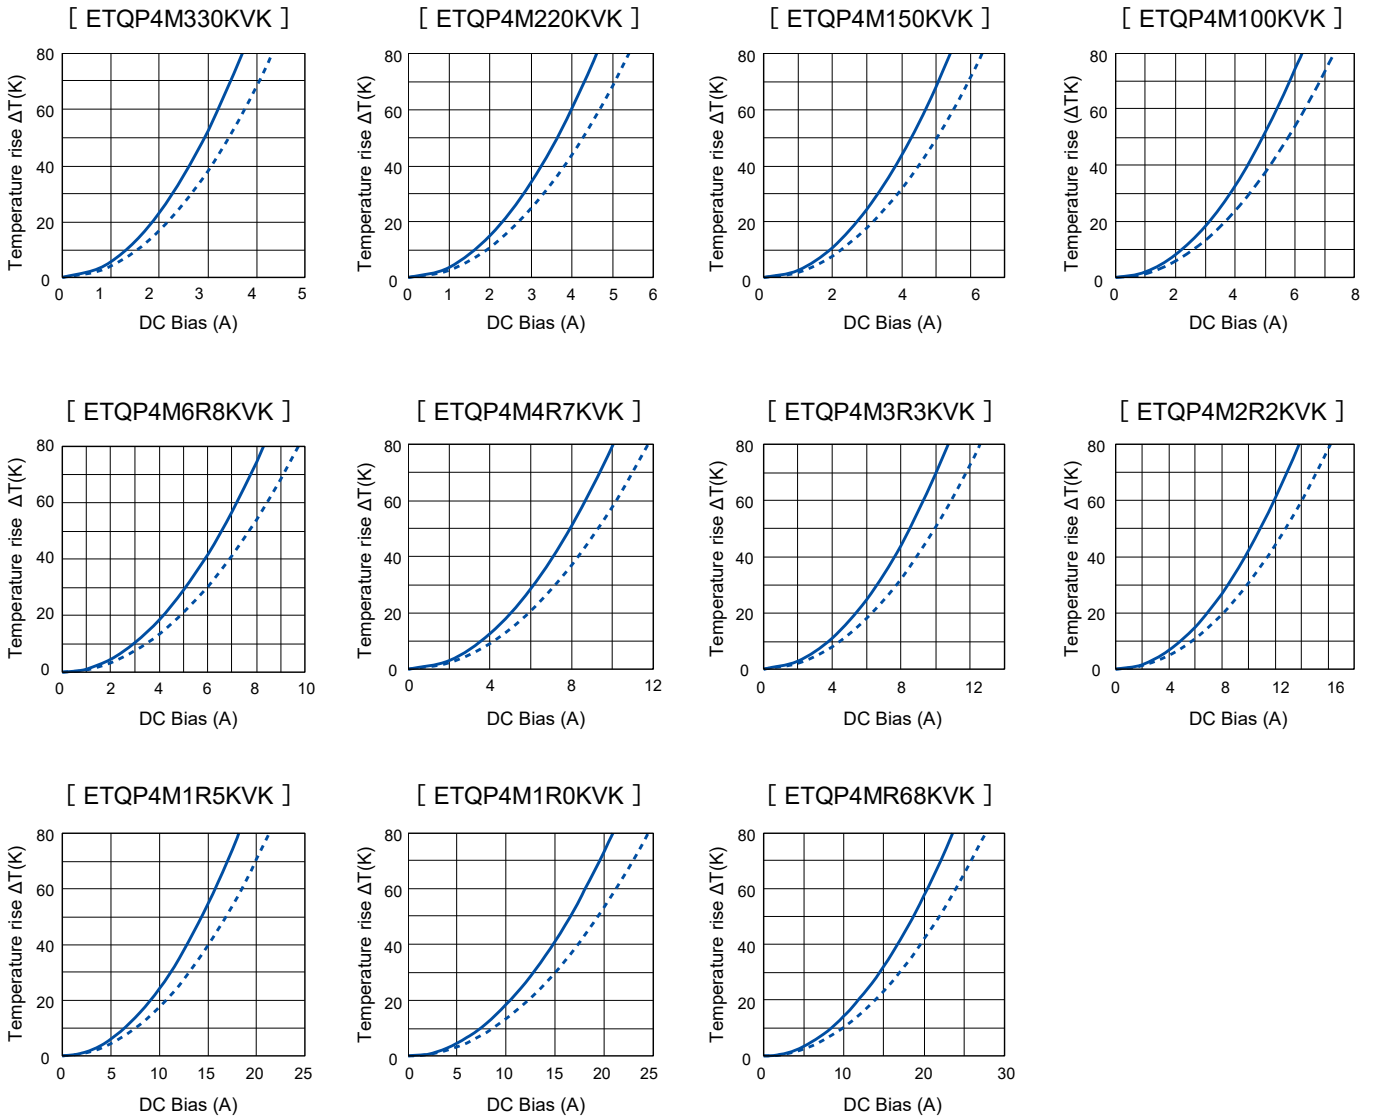 [ ETQP4M330KVK ]
80
60
40
20
0
Temperature rise ΔT(K)
0 1 2 3 4 5
DC Bias (A)
[ ETQP4M220KVK ]
80
60
40
20
0
Temperature rise ΔT(K)
0 1 2 3 4 5 6
DC Bias (A)
[ ETQP4M150KVK ]
80
60
40
20
0
Temperature rise ΔT(K)
0 2 4 6
DC Bias (A)
[ ETQP4M100KVK ]
80
60
40
20
0
Temperature rise (ΔTK)
0 2 4 6 8
DC Bias (A)
[ ETQP4M6R8KVK ]
80
60
40
20
0
Temperature rise ΔT(K)
0 2 4 6 8 10
DC Bias (A)
[ ETQP4M4R7KVK ]
80
60
40
20
0
Temperature rise ΔT(K)
0 4 8 12
DC Bias (A)
[ ETQP4M3R3KVK ]
80
60
40
20
0
Temperature rise ΔT(K)
0 4 8 12
DC Bias (A)
[ ETQP4M2R2KVK ]
80
60
40
20
0
Temperature rise ΔT(K)
0 4 8 12 16
DC Bias (A)
[ ETQP4M1R5KVK ]
80
60
40
20
0
Temperature rise ΔT(K)
0 5 10 15 20 25
DC Bias (A)
[ ETQP4M1R0KVK ]
80
60
40
20
0
Temperature rise ΔT(K)
0 5 10 15 20 25
DC Bias (A)
[ ETQP4MR68KVK ]
80
60
40
20
0
Temperature rise ΔT(K)
0 10 20 30
DC Bias (A)